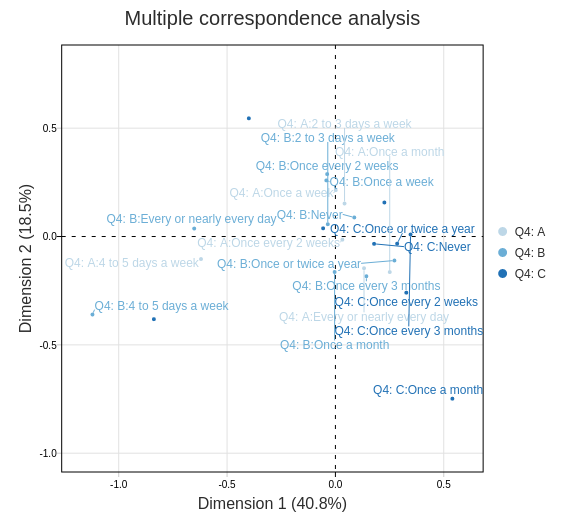 Multiple correspondence analysis
Dimension 2 (18.5%)
0.5
0.0
-0.5
-1.0
Q4: A:2 to 3 days a week
Q4: B:2 to 3 days a week
Q4: A:Once a month
Q4: B:Once every 2 weeks
Q4: B:Once a week
Q4: A:Once a week
Q4: B:Never
Q4: B:Every or nearly every day
Q4: C:Once or twice a year
Q4: A:Once every 2 weeks
Q4: C:Never
Q4: A:4 to 5 days a week
Q4: B:Once or twice a year
Q4: B:Once every 3 months
Q4: B:4 to 5 days a week
Q4: C:Once every 2 weeks
Q4: A:Every or nearly every day
Q4: C:Once every 3 months
Q4: B:Once a month
Q4: C:Once a month
-1.0
-0.5
0.0
0.5
Dimension 1 (40.8%)
Q4: A
Q4: B
Q4: C